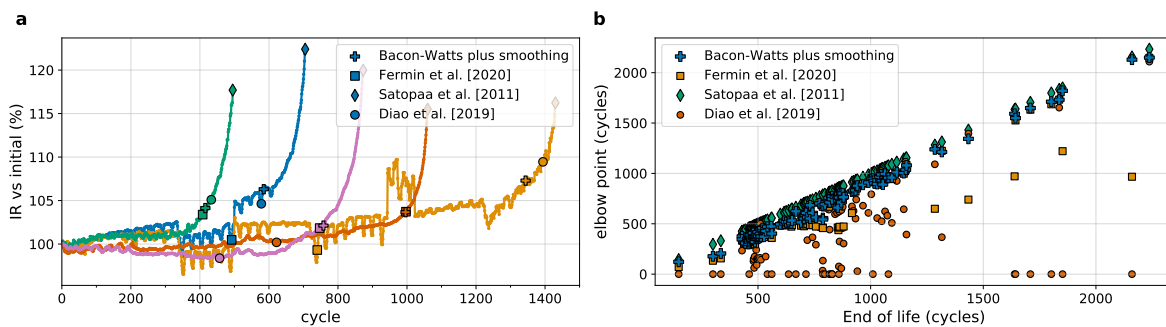 a
IR vs initial (%)
120
115
110
105
100
0
200
400
600
800
1000
1200
1400
cycle
Bacon-Watts plus smoothing
Fermin et al. [2020]
Satopaa et al. [2011]
Diao et al. [2019]
b
elbow point (cycles)
2000
1500
1000
500
0
500
1000
1500
2000
End of life (cycles)
Bacon-Watts plus smoothing
Fermin et al. [2020]
Satopaa et al. [2011]
Diao et al. [2019]